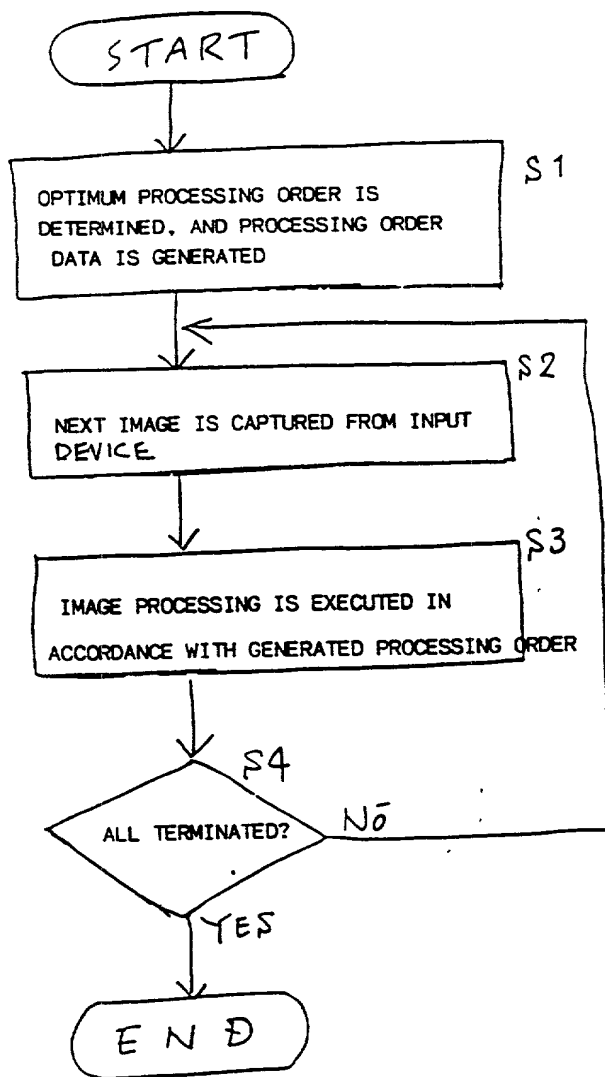 START
S1
OPTIMUM PROCESSING ORDER IS
DETERMINED, AND PROCESSING ORDER
DATA IS GENERATED
S2
NEXT IMAGE IS CAPTURED FROM INPUT
DEVICE
S3
IMAGE PROCESSING IS EXECUTED IN
ACCORDANCE WITH GENERATED PROCESSING ORDER
S4
ALL TERMINATED?
NO
YES
END